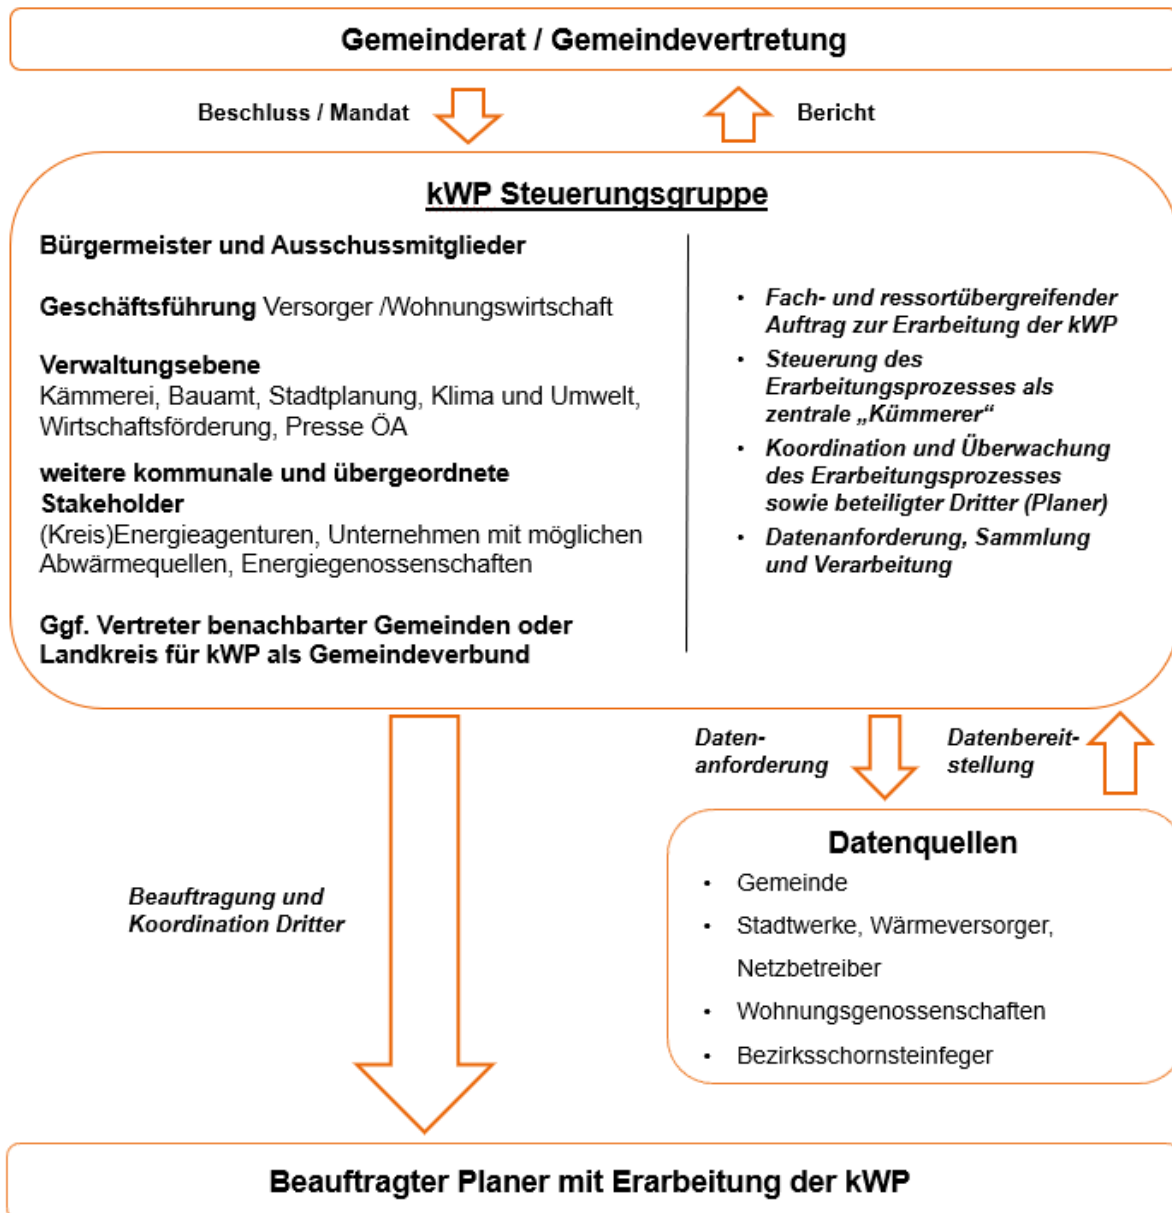 Gemeinderat / Gemeindevertretung
Beschluss / Mandat
Bericht
kWP Steuerungsgruppe
Bürgermeister und Ausschussmitglieder
Geschäftsführung Versorger /Wohnungswirtschaft
Verwaltungsebene
Kämmerei, Bauamt, Stadtplanung, Klima und Umwelt,
Wirtschaftsförderung, Presse ÖA
weitere kommunale und übergeordnete
Stakeholder
(Kreis)Energieagenturen, Unternehmen mit möglichen
Abwärmequellen, Energiegenossenschaften
Ggf. Vertreter benachbarter Gemeinden oder
Landkreis für kWP als Gemeindeverbund
• Fach- und ressortübergreifender
Auftrag zur Erarbeitung der kWP
• Steuerung des
Erarbeitungsprozesses als
zentrale „Kümmerer“
• Koordination und Überwachung
des Erarbeitungsprozesses
sowie beteiligter Dritter (Planer)
• Datenanforderung, Sammlung
und Verarbeitung
Daten-
anforderung
Datenbereit-
stellung
Beauftragung und
Koordination Dritter
Datenquellen
• Gemeinde
• Stadtwerke, Wärmeversorger,
Netzbetreiber
• Wohnungsgenossenschaften
• Bezirksschornsteinfeger
Beauftragter Planer mit Erarbeitung der kWP